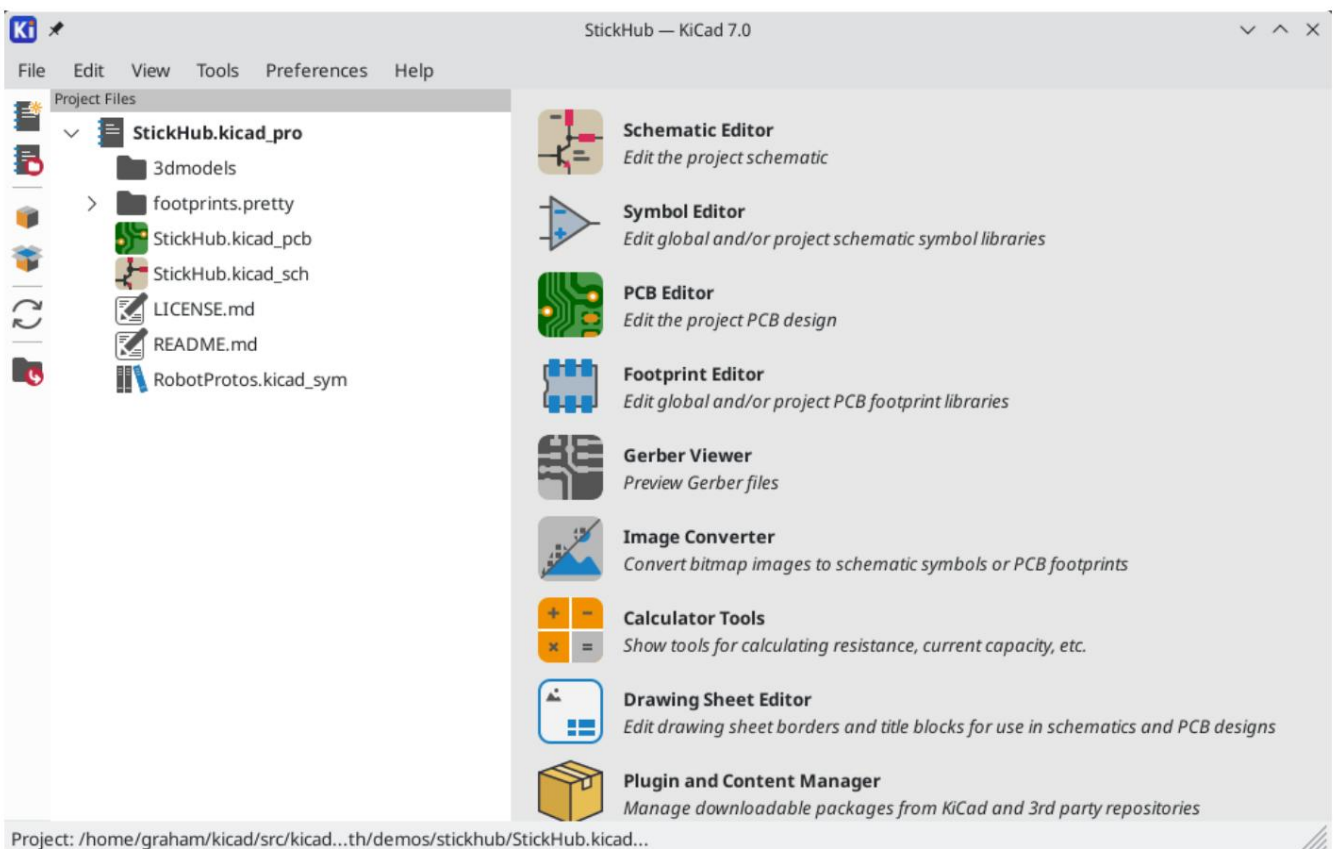 Ki
StickHub — KiCad 7.0
File Edit View Tools Preferences Help
Project Files
StickHub.kicad_pro
3dmodels
footprints.pretty
StickHub.kicad_pcb
StickHub.kicad_sch
LICENSE.md
README.md
RobotProtos.kicad_sym
Schematic Editor
Edit the project schematic
Symbol Editor
Edit global and/or project schematic symbol libraries
PCB Editor
Edit the project PCB design
Footprint Editor
Edit global and/or project PCB footprint libraries
Gerber Viewer
Preview Gerber files
Image Converter
Convert bitmap images to schematic symbols or PCB footprints
Calculator Tools
Show tools for calculating resistance, current capacity, etc.
Drawing Sheet Editor
Edit drawing sheet borders and title blocks for use in schematics and PCB designs
Plugin and Content Manager
Manage downloadable packages from KiCad and 3rd party repositories
Project: /home/graham/kicad/src/kicad...th/demos/stickhub/StickHub.kicad...